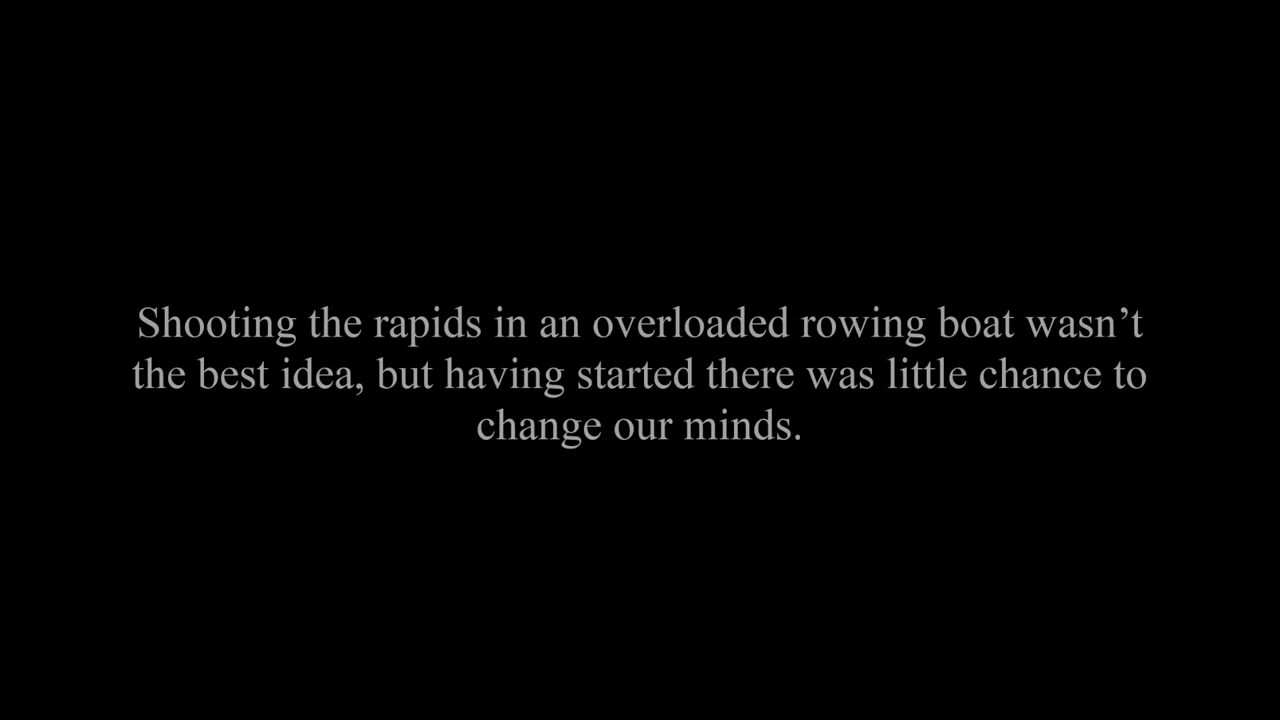 Shooting the rapids in an overloaded rowing boat wasn’t
the best idea, but having started there was little chance to
change our minds.